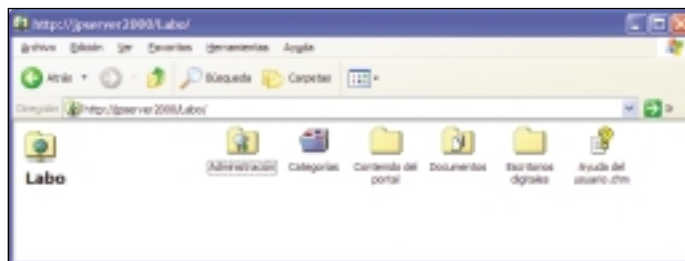 http://jpserver2000/Labo/
Archivo Edición Ver Favoritos Herramientas Ayuda
Atrás Búsqueda Carpetas
Dirección http://jpserver2000/Labo/
Labo
Administración
Categorías
Contenido del portal
Documentos
Escritorios digitales
Ayuda del usuario.chm